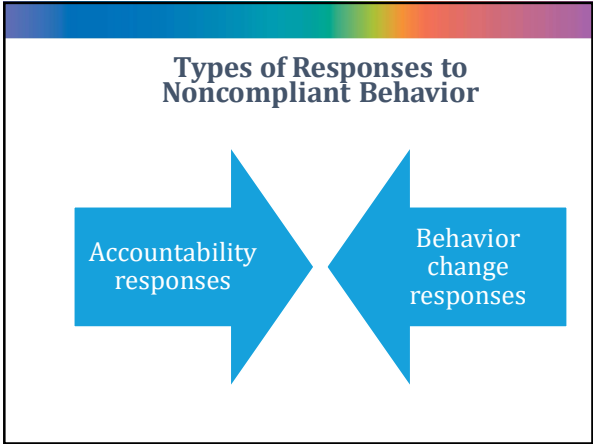 Types of Responses to
Noncompliant Behavior
Accountability
responses
Behavior
change
responses